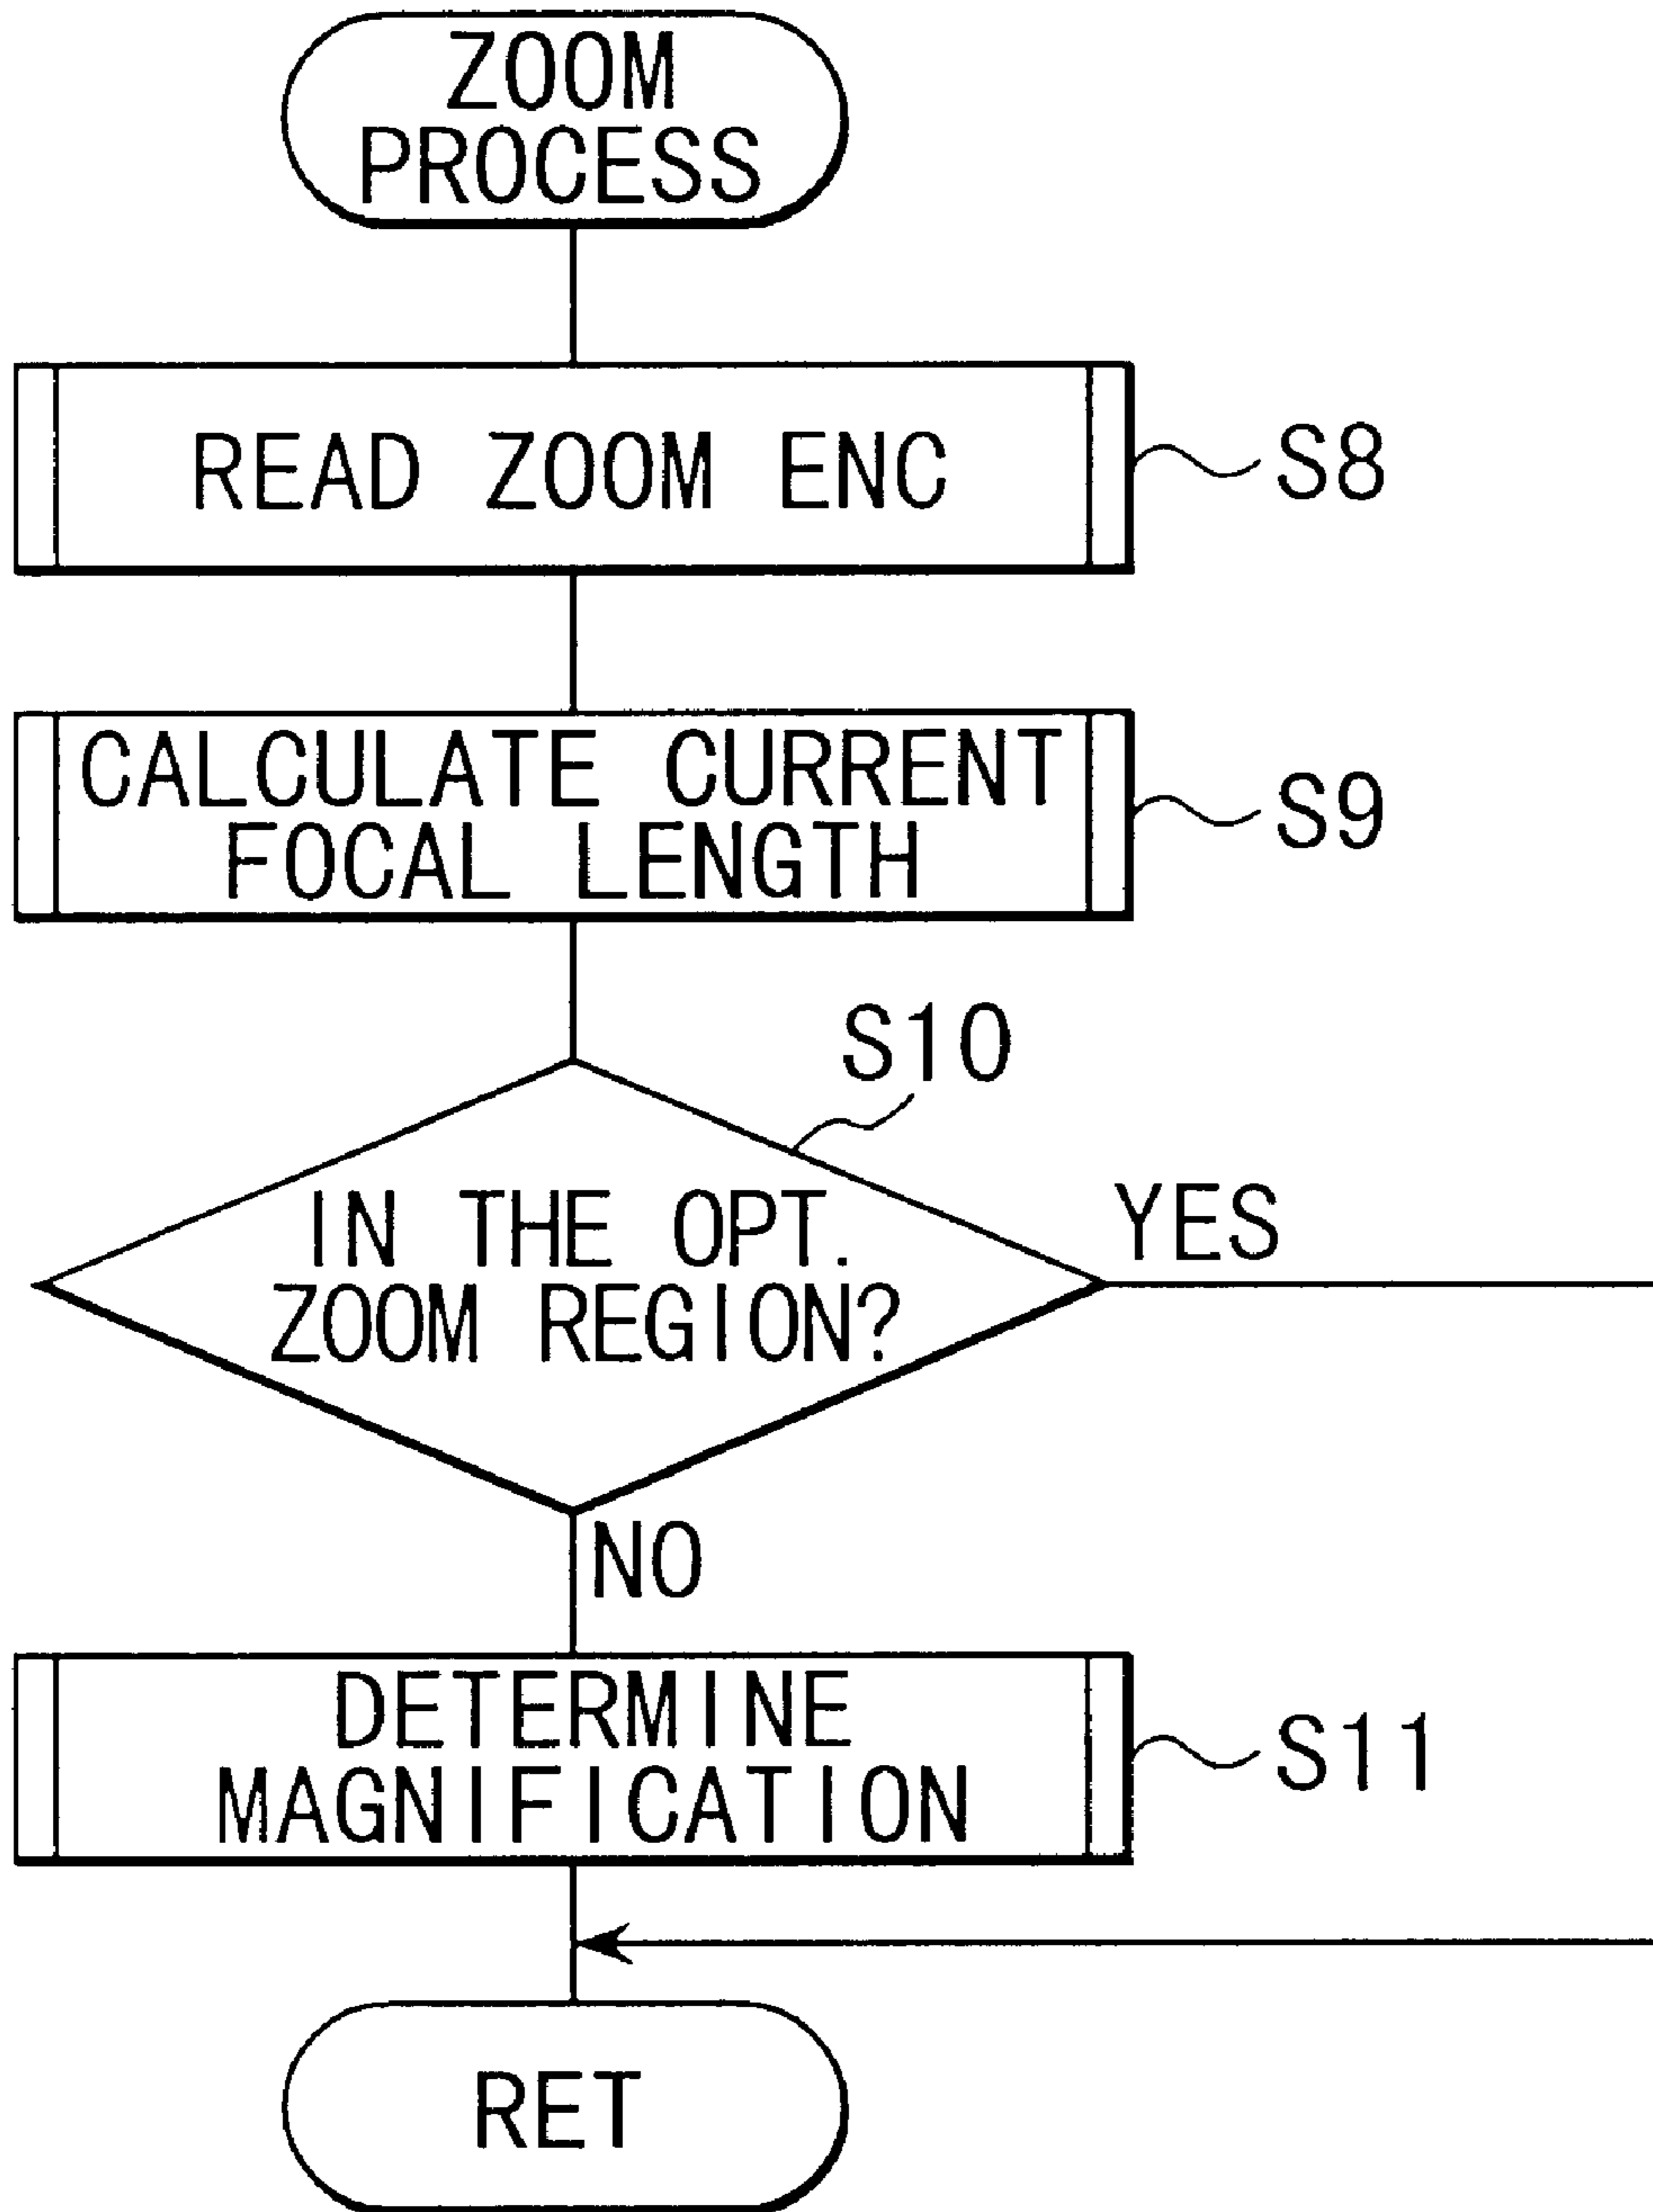 ZOOM
PROCESS
READ ZOOM ENC
S8
CALCULATE CURRENT
FOCAL LENGTH
S9
S10
IN THE OPT.
ZOOM REGION?
YES
NO
DETERMINE
MAGNIFICATION
S11
RET